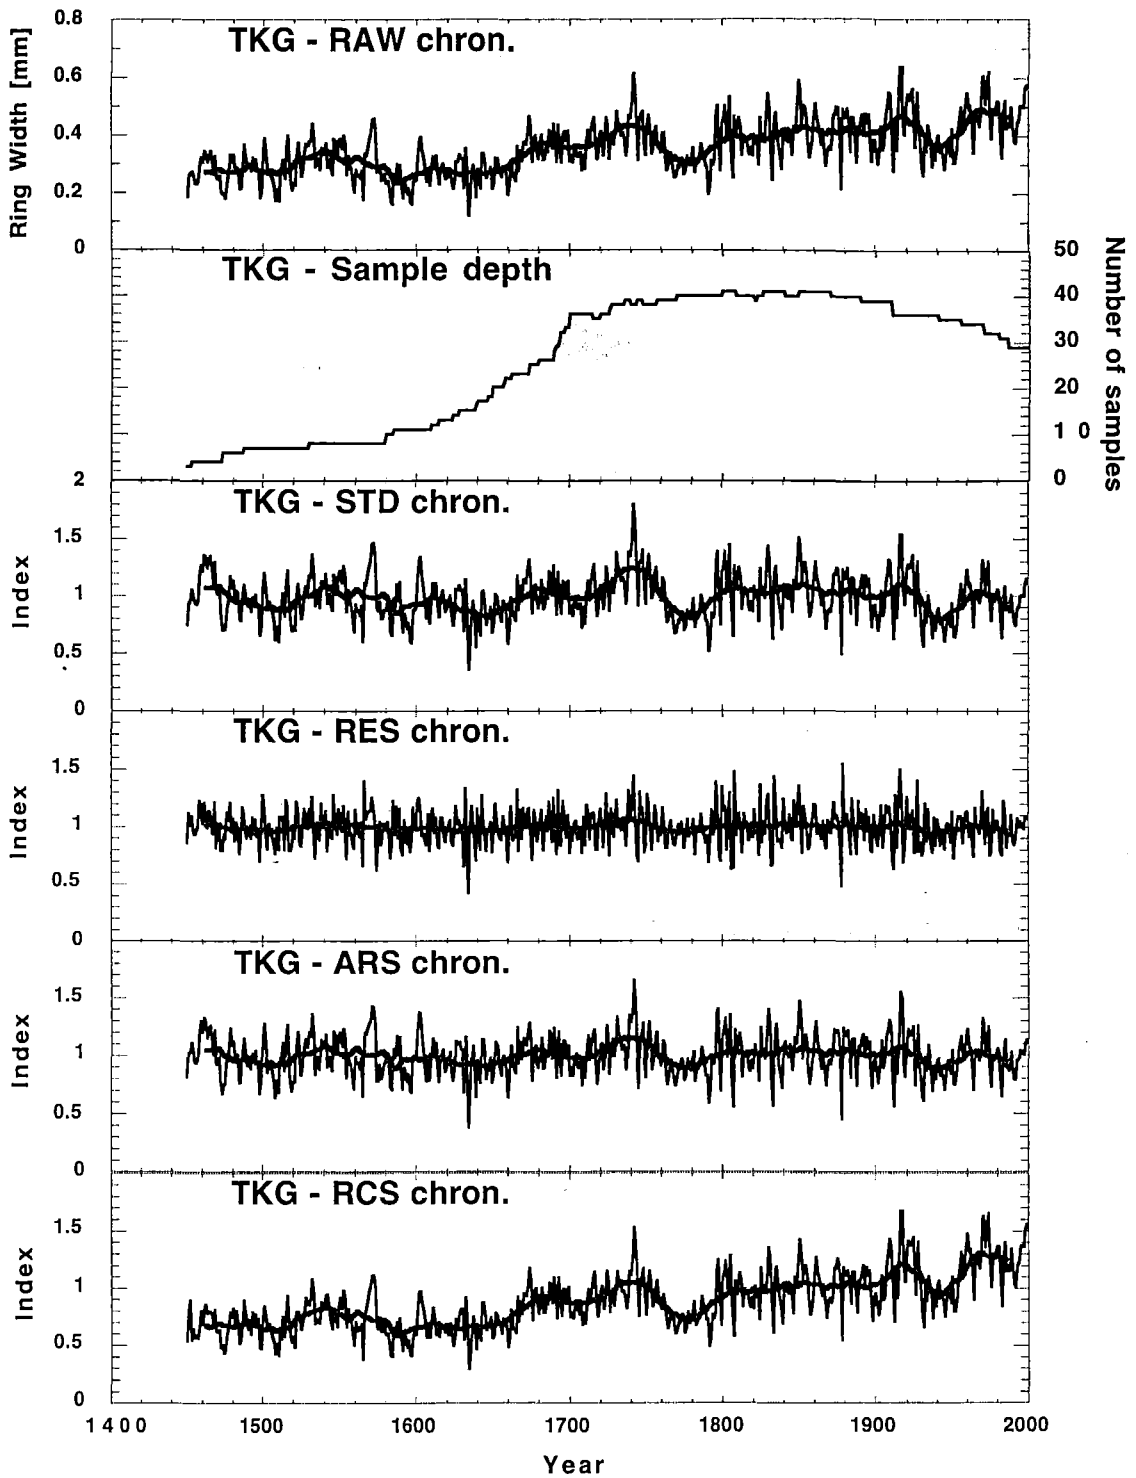 TKG - RAW chron.
Ring Width [mm]
0.8
0.6
0.4
0.2
0
TKG - Sample depth
Number of samples
50
40
30
20
1 0
0
TKG - STD chron.
Index
2
1.5
1
0.5
0
TKG - RES chron.
Index
1.5
1
0.5
0
TKG - ARS chron.
Index
1.5
1
0.5
0
TKG - RCS chron.
Index
1.5
1
0.5
0
1 4 0 0
1500
1600
1700
1800
1900
2000
Year